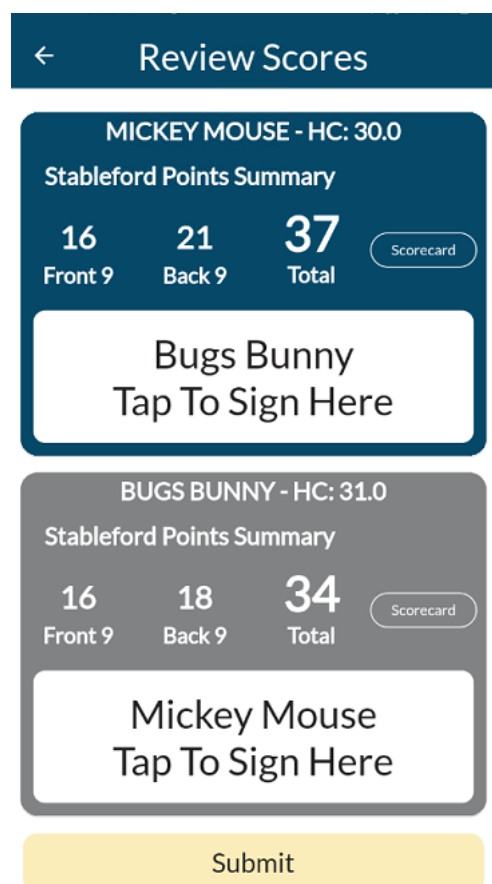 Review Scores
MICKEY MOUSE - HC: 30.0
Stableford Points Summary
16 21 37
Front 9 Back 9 Total
Scorecard
Bugs Bunny
Tap To Sign Here
BUGS BUNNY - HC: 31.0
Stableford Points Summary
16 18 34
Front 9 Back 9 Total
Scorecard
Mickey Mouse
Tap To Sign Here
Submit